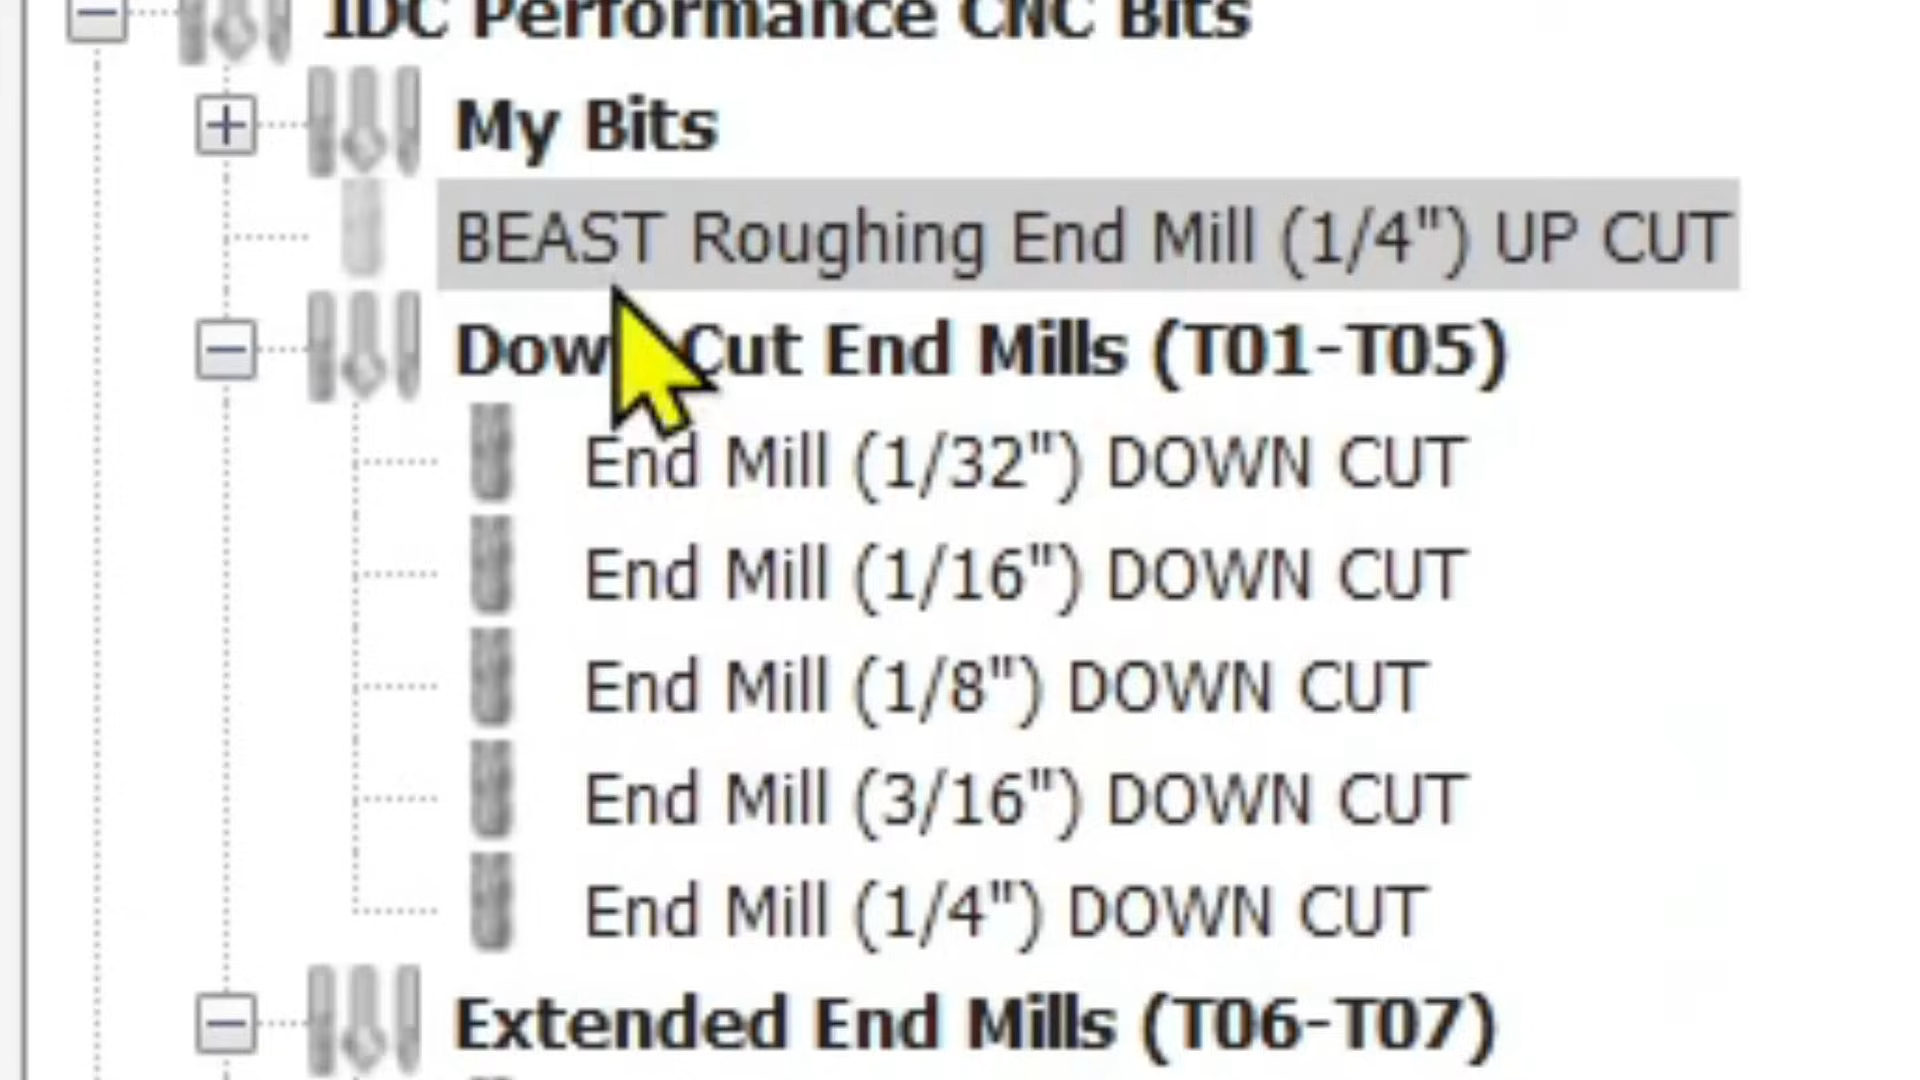 IDC Performance CNC Bits
My Bits
BEAST Roughing End Mill (1/4") UP CUT
Down Cut End Mills (T01-T05)
End Mill (1/32") DOWN CUT
End Mill (1/16") DOWN CUT
End Mill (1/8") DOWN CUT
End Mill (3/16") DOWN CUT
End Mill (1/4") DOWN CUT
Extended End Mills (T06-T07)